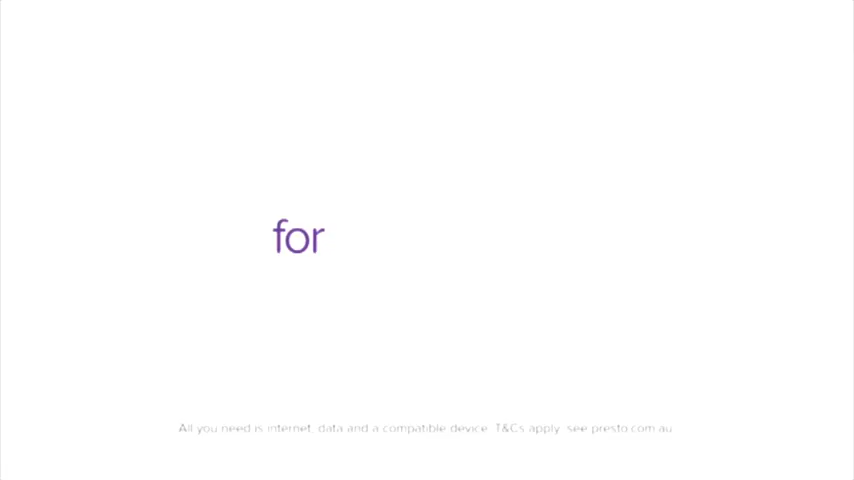 for
All you need is internet, data and a compatible device. T&Cs apply, see presto.com.au